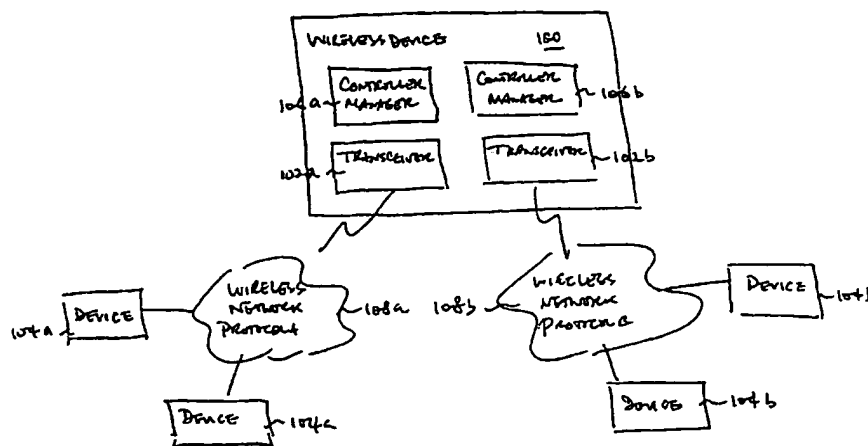 WIRELESS DEVICE 100
CONTROLLER
MANAGER
106a
CONTROLLER
MANAGER
106b
TRANSCEIVER
102a
TRANSCEIVER
102b
WIRELESS
NETWORK
PROTOCOL A
108a
108b
WIRELESS
NETWORK
PROTOCOL B
DEVICE
104a
DEVICE
DEVICE
104a
DEVICE
104b